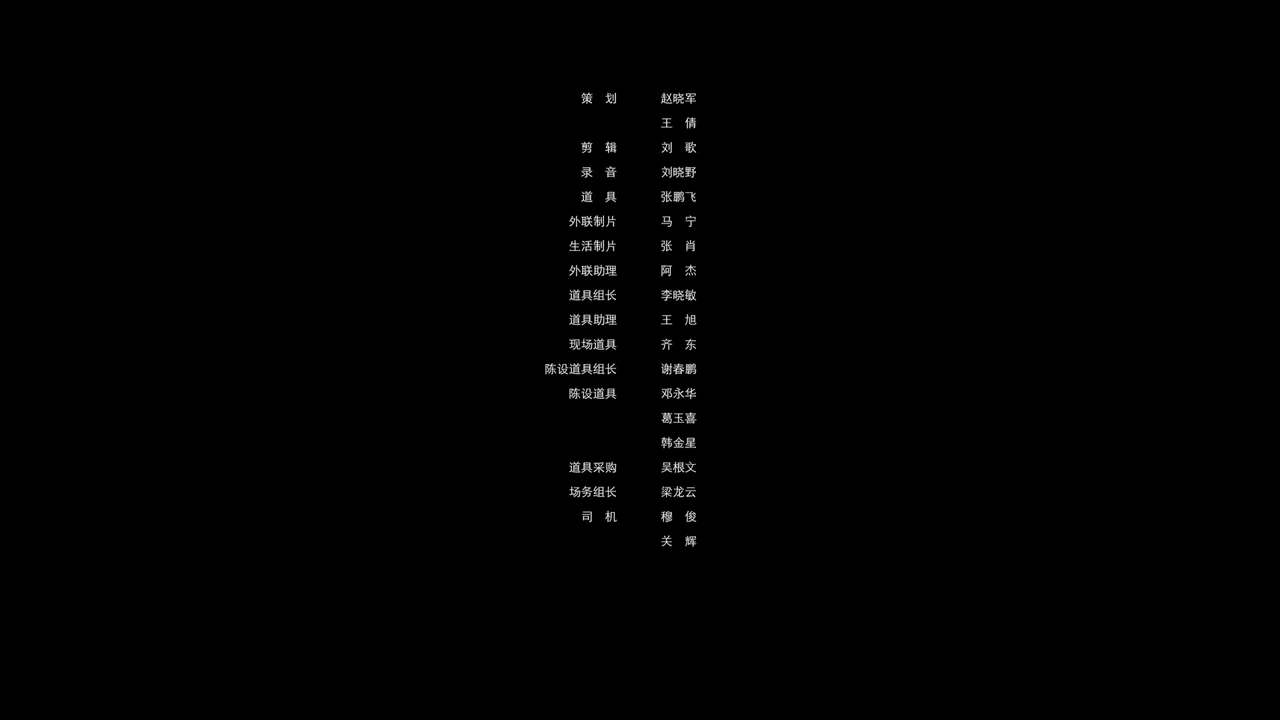 策　划　赵晓军
王　倩
剪　辑　刘　歌
录　音　刘晓野
道　具　张鹏飞
外联制片　马　宁
生活制片　张　肖
外联助理　阿　杰
道具组长　李晓敏
道具助理　王　旭
现场道具　齐　东
陈设道具组长　谢春鹏
陈设道具　邓永华
葛玉喜
韩金星
道具采购　吴根文
场务组长　梁龙云
司　机　穆　俊
关　辉